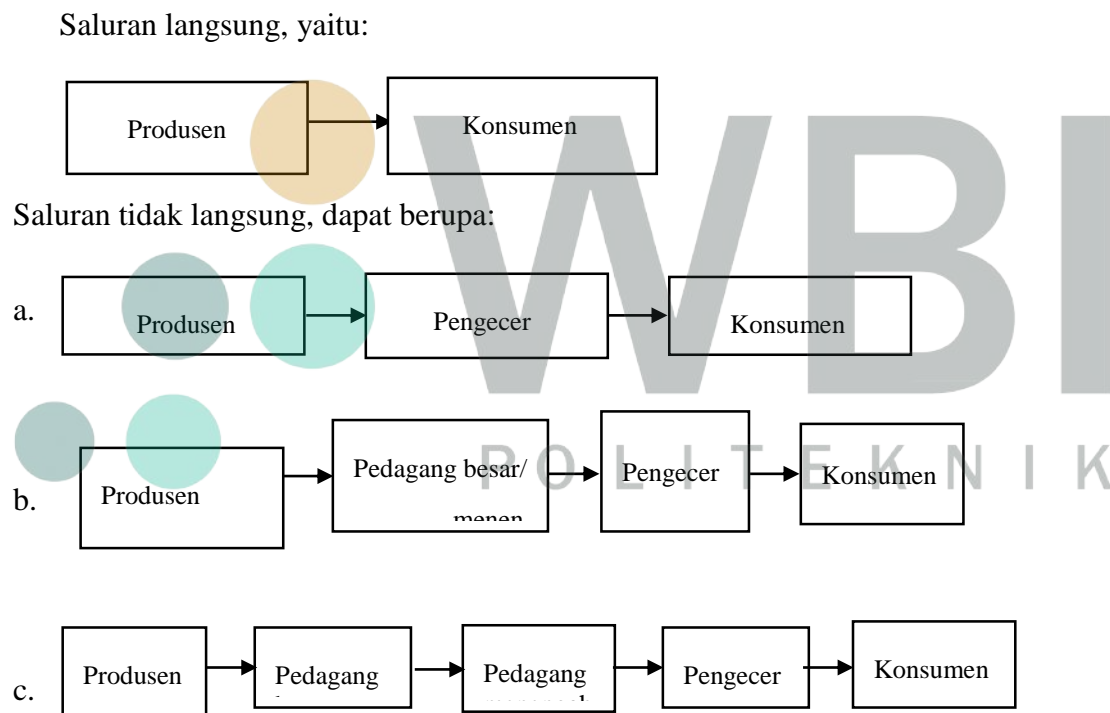 Saluran langsung, yaitu:
Produsen Konsumen
Saluran tidak langsung, dapat berupa:
a. Produsen Pengecer Konsumen
b. Produsen Pedagang besar/ Pengecer Konsumen
c. Produsen Pedagang Pedagang Pengecer Konsumen
WBI
POLITEKNIK